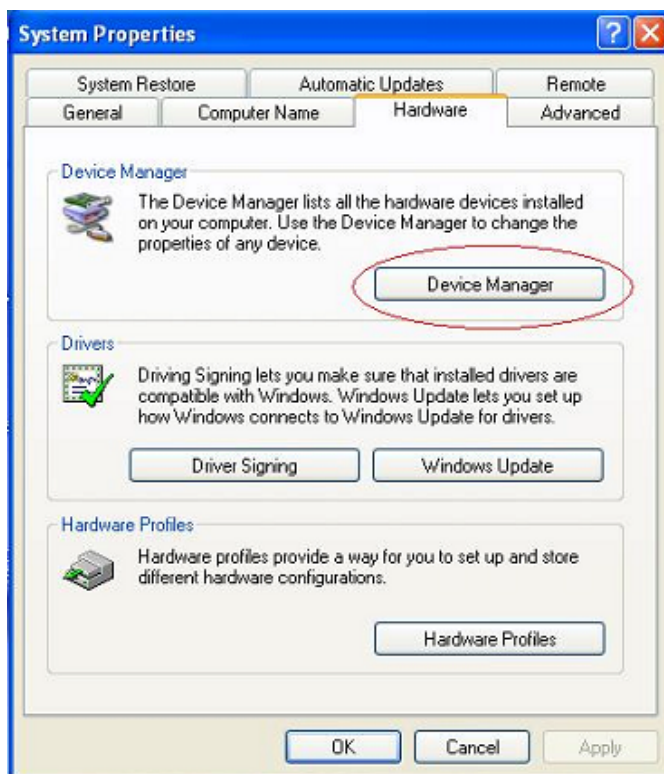 System Properties
System Restore Automatic Updates Remote
General Computer Name Hardware Advanced
Device Manager
The Device Manager lists all the hardware devices installed
on your computer. Use the Device Manager to change the
properties of any device.
Device Manager
Drivers
Driving Signing lets you make sure that installed drivers are
compatible with Windows. Windows Update lets you set up
how Windows connects to Windows Update for drivers.
Driver Signing Windows Update
Hardware Profiles
Hardware profiles provide a way for you to set up and store
different hardware configurations.
Hardware Profiles
OK Cancel Apply